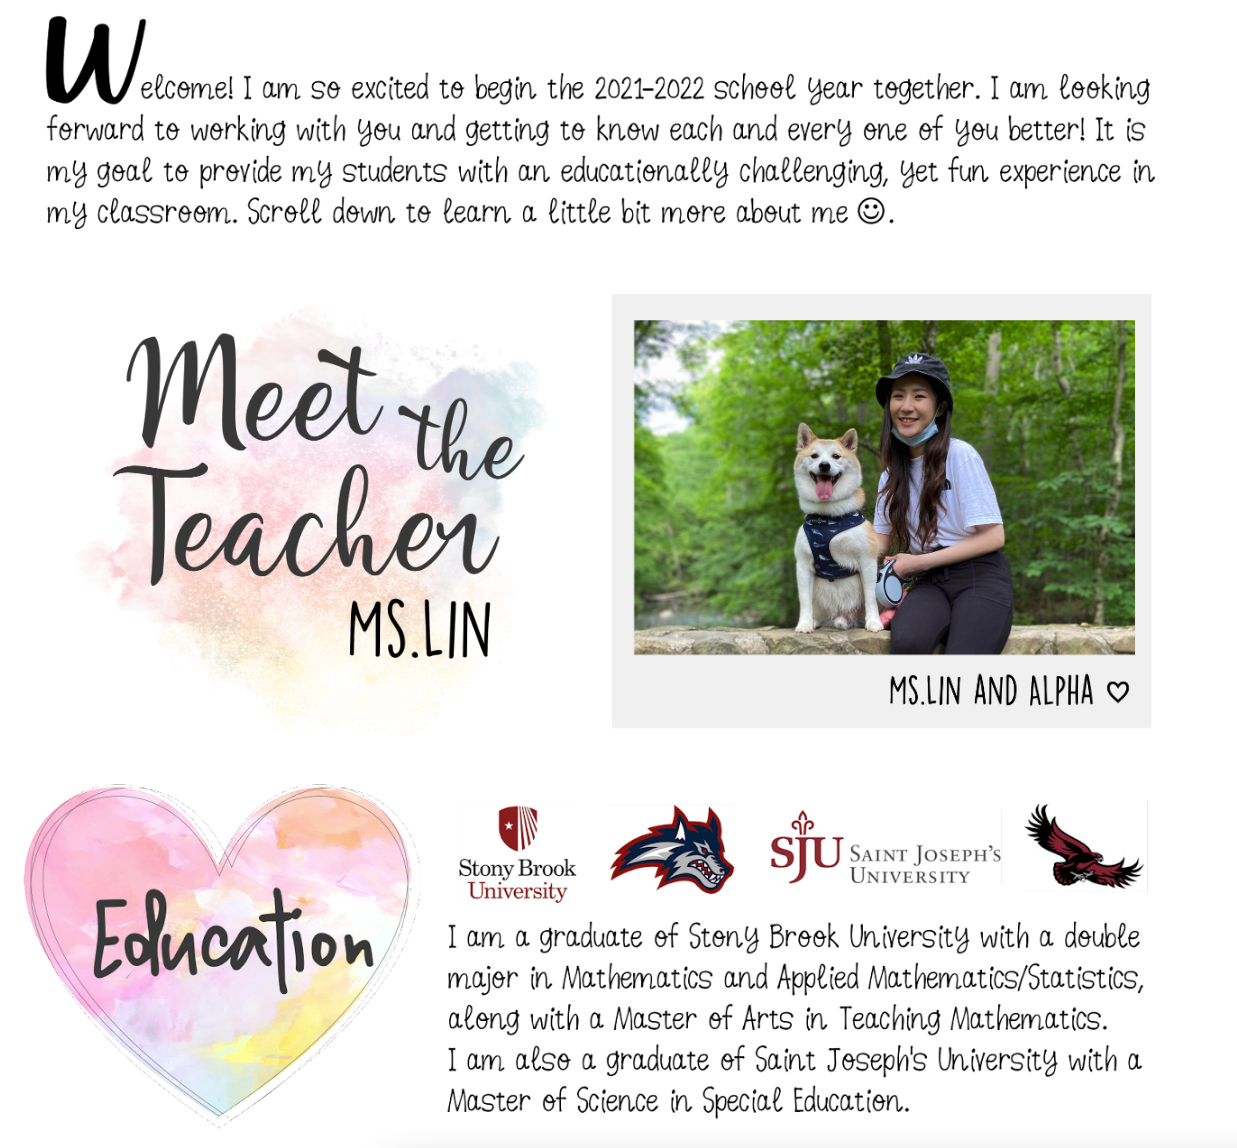 Welcome! I am so excited to begin the 2021-2022 school year together. I am looking
forward to working with you and getting to know each and every one of you better! It is
my goal to provide my students with an educationally challenging, yet fun experience in
my classroom. Scroll down to learn a little bit more about me ☺.
Meet
the
Teacher
MS.LIN
MS.LIN AND ALPHA ♡
Education
Stony Brook
University
SJU SAINT JOSEPH'S
UNIVERSITY
I am a graduate of Stony Brook University with a double
major in Mathematics and Applied Mathematics/Statistics,
along with a Master of Arts in Teaching Mathematics.
I am also a graduate of Saint Joseph's University with a
Master of Science in Special Education.